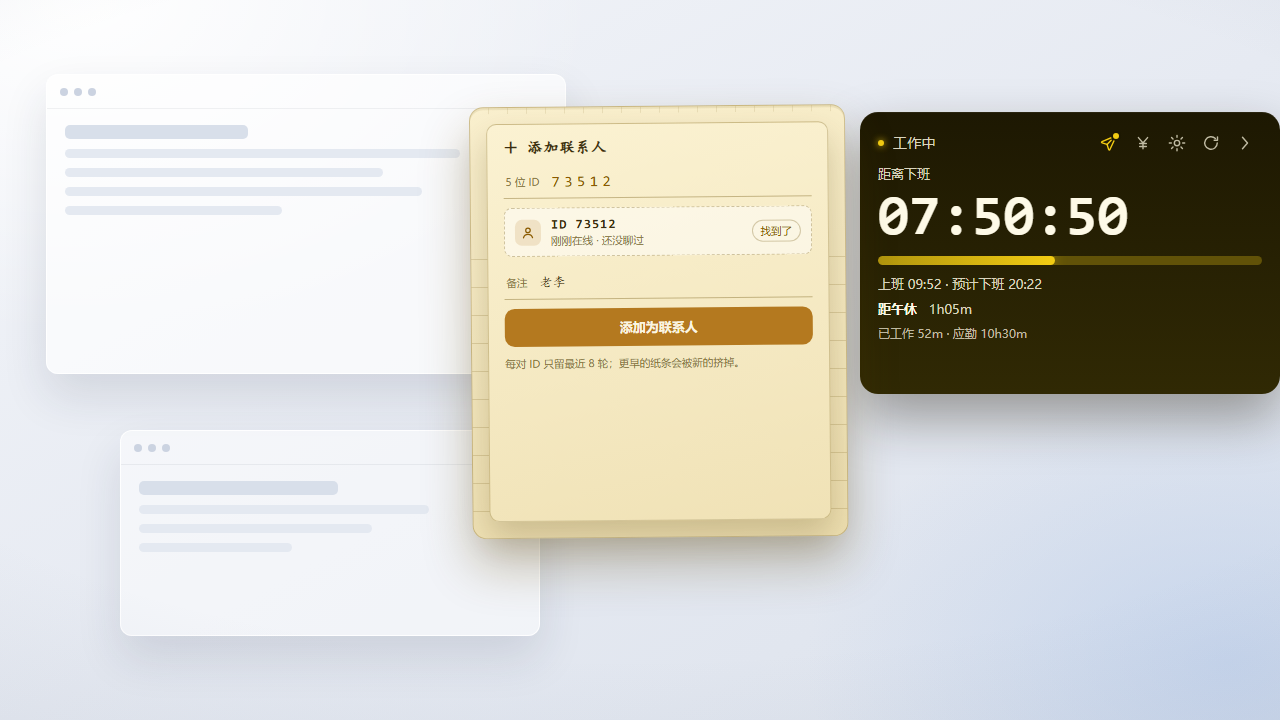 添加联系人
5 位 ID 73512
ID 73512
刚刚在线 · 还没聊过
找到了
备注 老李
添加为联系人
每对 ID 只留最近 8 轮；更早的纸条会被新的挤掉。
工作中
¥
距离下班
07:50:50
上班 09:52 · 预计下班 20:22
距午休 1h05m
已工作 52m · 应勤 10h30m